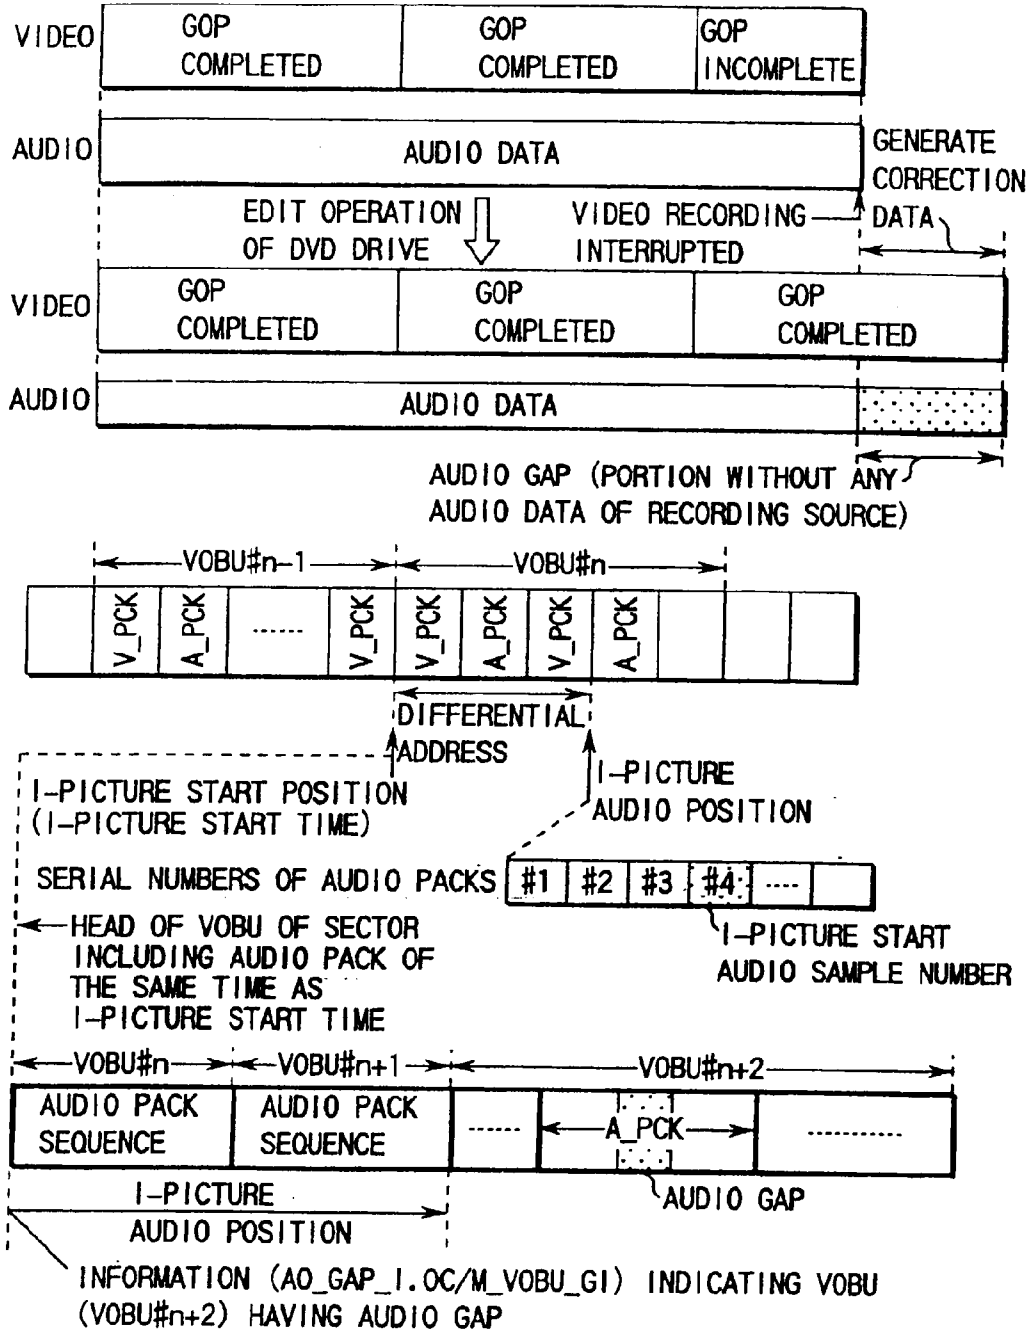 VIDEO
GOP COMPLETED
GOP COMPLETED
GOP INCOMPLETE
AUDIO
AUDIO DATA
GENERATE CORRECTION DATA
EDIT OPERATION OF DVD DRIVE
VIDEO RECORDING INTERRUPTED
VIDEO
GOP COMPLETED
GOP COMPLETED
GOP COMPLETED
AUDIO
AUDIO DATA
AUDIO GAP (PORTION WITHOUT ANY
AUDIO DATA OF RECORDING SOURCE)
VOBU#n-1
VOBU#n
V_PCK
A_PCK
······
V_PCK
V_PCK
A_PCK
V_PCK
A_PCK
DIFFERENTIAL
ADDRESS
I-PICTURE START POSITION
(I-PICTURE START TIME)
I-PICTURE
AUDIO POSITION
SERIAL NUMBERS OF AUDIO PACKS
#1 #2 #3 #4 ····
I-PICTURE START
AUDIO SAMPLE NUMBER
HEAD OF VOBU OF SECTOR
INCLUDING AUDIO PACK OF
THE SAME TIME AS
I-PICTURE START TIME
VOBU#n
VOBU#n+1
VOBU#n+2
AUDIO PACK
SEQUENCE
AUDIO PACK
SEQUENCE
······
A_PCK
··········
AUDIO GAP
I-PICTURE
AUDIO POSITION
INFORMATION (AO_GAP_I.OC/M_VOBU_GI) INDICATING VOBU
(VOBU#n+2) HAVING AUDIO GAP